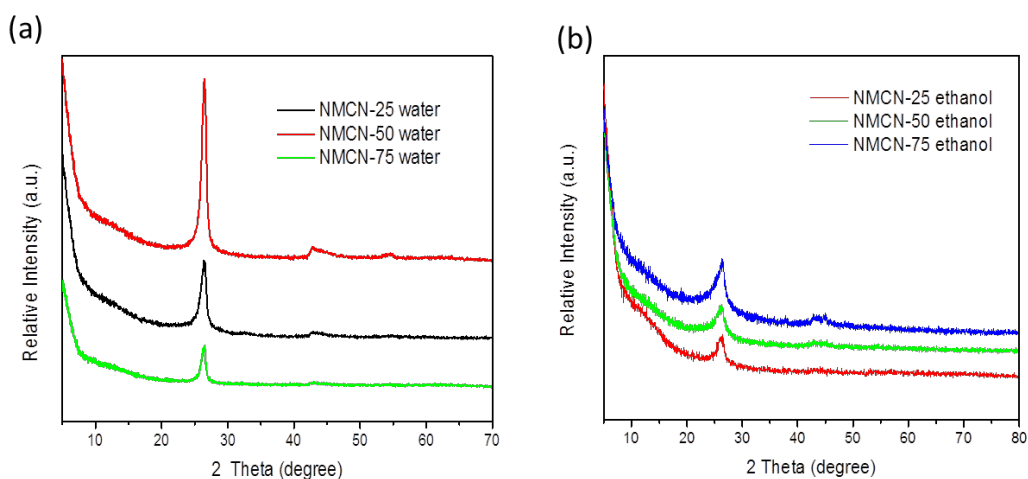 (a)
NMCN-25 water
NMCN-50 water
NMCN-75 water
Relative Intensity (a.u.)
10 20 30 40 50 60 70
2 Theta (degree)
(b)
NMCN-25 ethanol
NMCN-50 ethanol
NMCN-75 ethanol
Relative Intensity (a.u.)
10 20 30 40 50 60 70 80
2 Theta (degree)